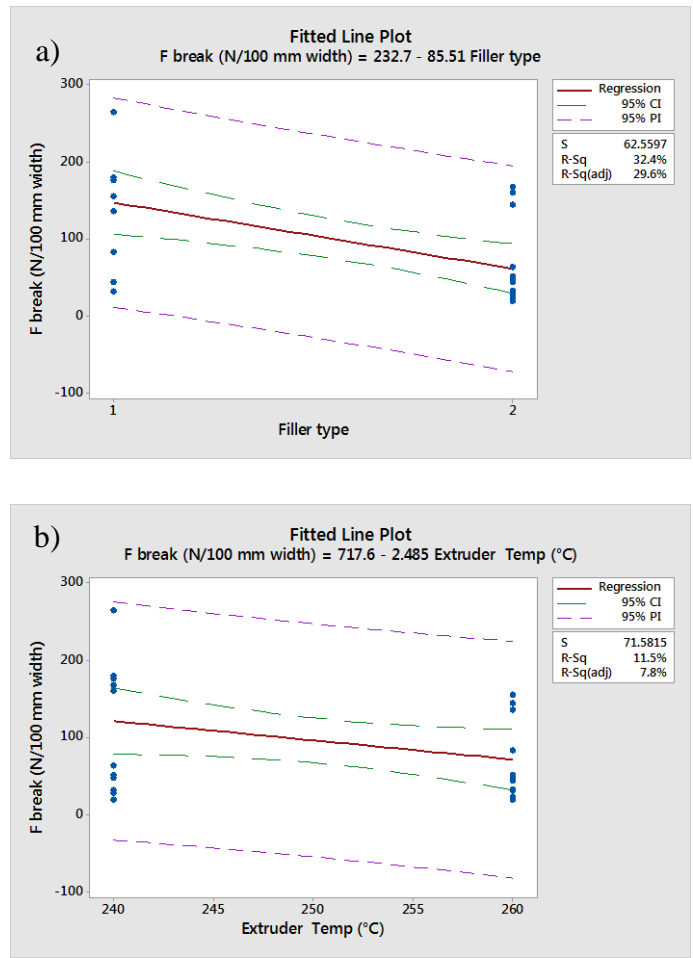 a)
Fitted Line Plot
F break (N/100 mm width) = 232.7 - 85.51 Filler type
300
200
100
0
-100
F break (N/100 mm width)
1
2
Filler type
Regression
95% CI
95% PI
S 62.5597
R-Sq 32.4%
R-Sq(adj) 29.6%
b)
Fitted Line Plot
F break (N/100 mm width) = 717.6 - 2.485 Extruder Temp (°C)
300
200
100
0
-100
F break (N/100 mm width)
240
245
250
255
260
Extruder Temp (°C)
Regression
95% CI
95% PI
S 71.5815
R-Sq 11.5%
R-Sq(adj) 7.8%